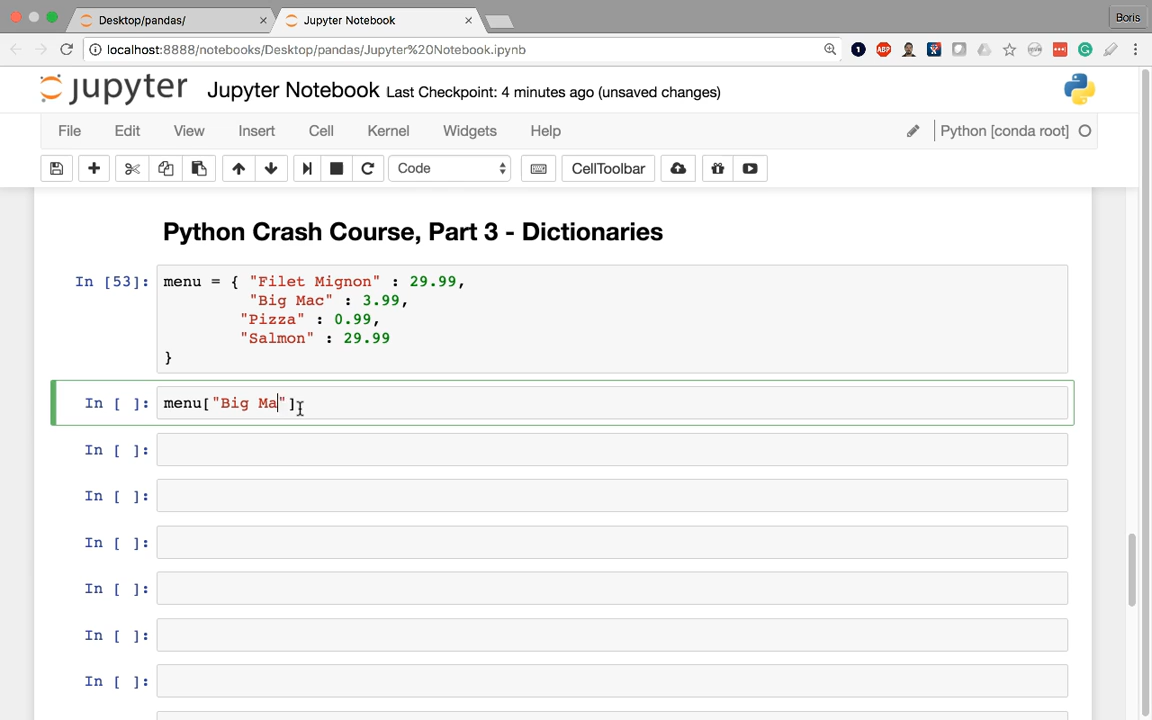 Desktop/pandas/
Jupyter Notebook
Boris
localhost:8888/notebooks/Desktop/pandas/Jupyter%20Notebook.ipynb
jupyter Jupyter Notebook Last Checkpoint: 4 minutes ago (unsaved changes)
File Edit View Insert Cell Kernel Widgets Help Python [conda root]
Code CellToolbar
Python Crash Course, Part 3 - Dictionaries
In [53]: menu = { "Filet Mignon" : 29.99,
"Big Mac" : 3.99,
"Pizza" : 0.99,
"Salmon" : 29.99
}
In [ ]: menu["Big Ma"]
In [ ]:
In [ ]:
In [ ]:
In [ ]:
In [ ]:
In [ ]: